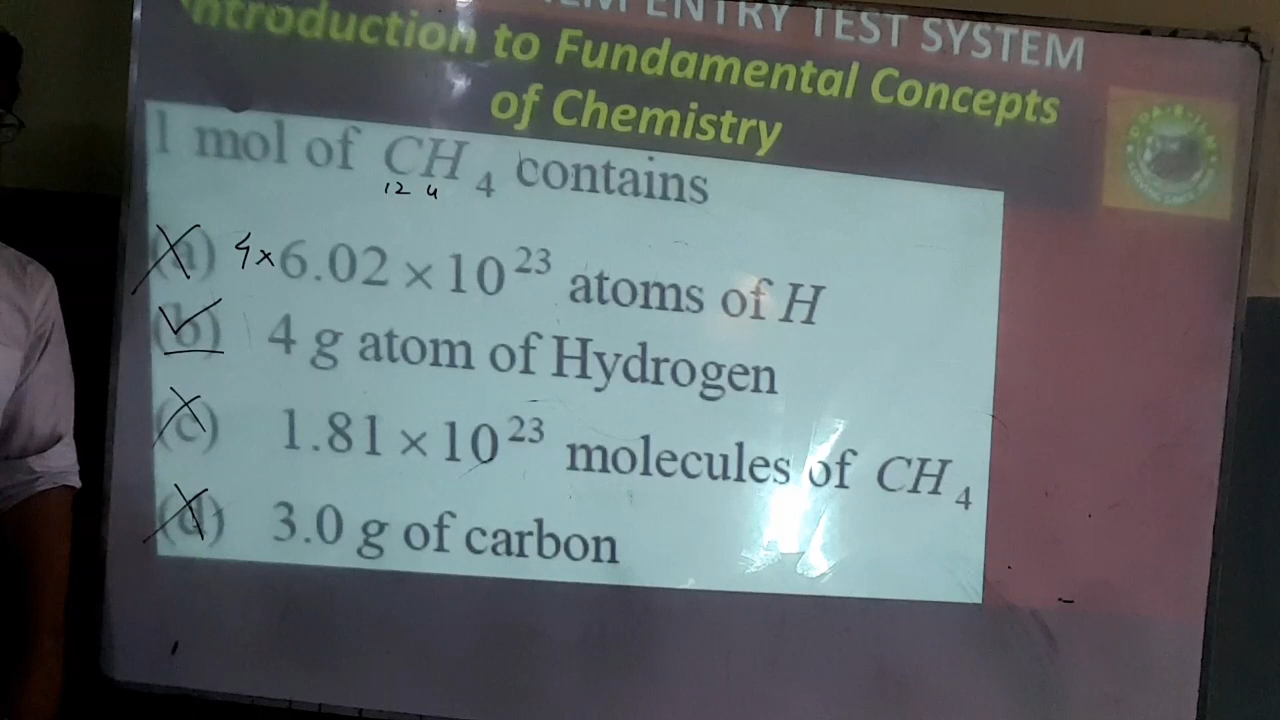 ENTRY TEST SYSTEM
Introduction to Fundamental Concepts
of Chemistry
1 mol of CH4 contains
12 4
(a) 4×6.02 × 10^23 atoms of H
(b) 4 g atom of Hydrogen
(c) 1.81 × 10^23 molecules of CH4
(d) 3.0 g of carbon